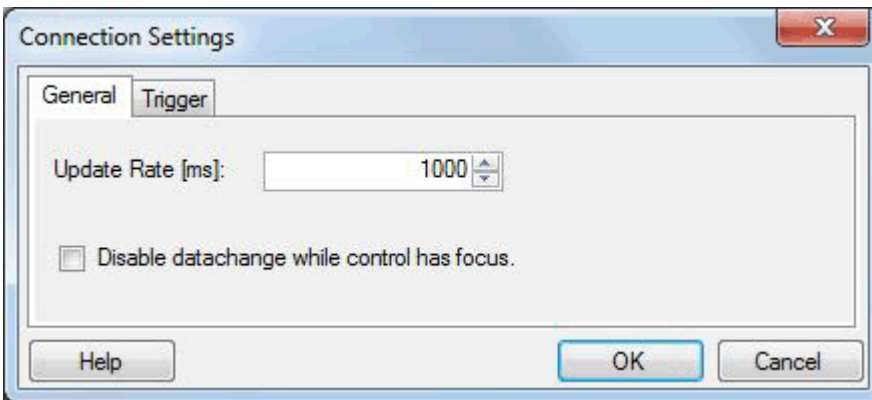 Connection Settings
General Trigger
Update Rate [ms]: 1000
Disable datachange while control has focus.
Help OK Cancel